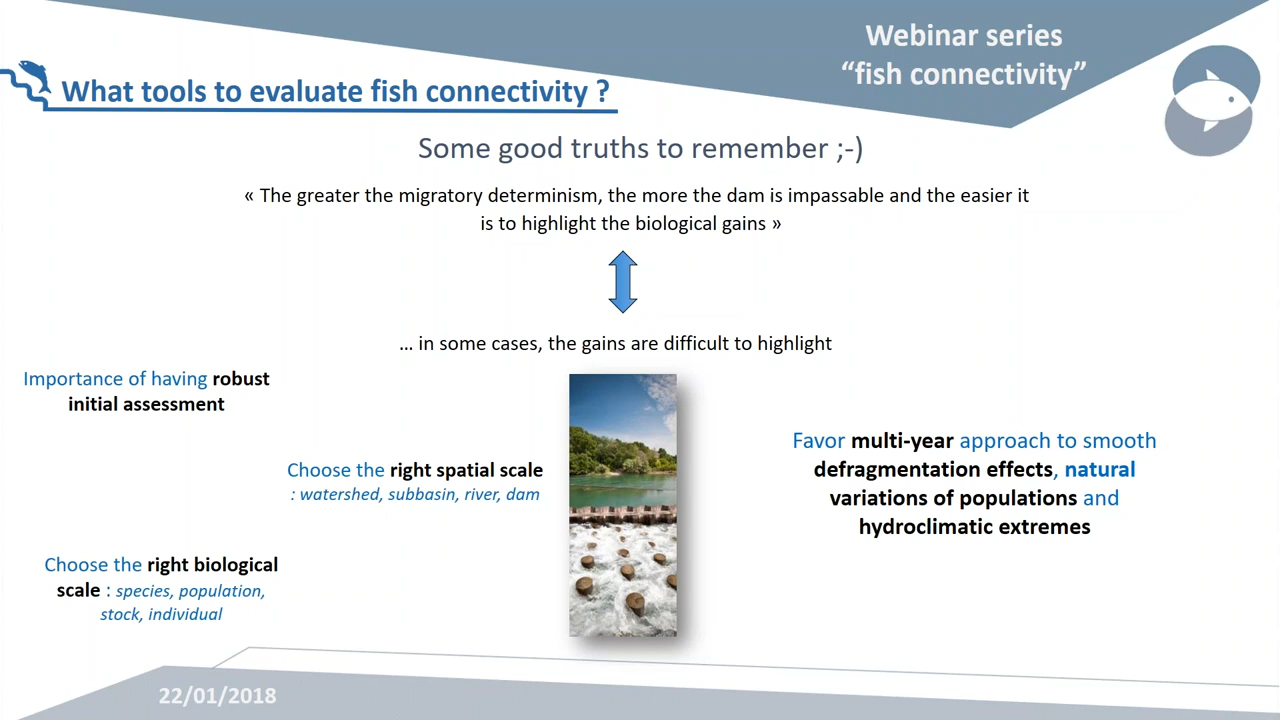 Webinar series
“fish connectivity”
What tools to evaluate fish connectivity ?
Some good truths to remember ;-)
« The greater the migratory determinism, the more the dam is impassable and the easier it
is to highlight the biological gains »
… in some cases, the gains are difficult to highlight
Importance of having robust
initial assessment
Choose the right spatial scale
: watershed, subbasin, river, dam
Choose the right biological
scale : species, population,
stock, individual
Favor multi-year approach to smooth
defragmentation effects, natural
variations of populations and
hydroclimatic extremes
22/01/2018